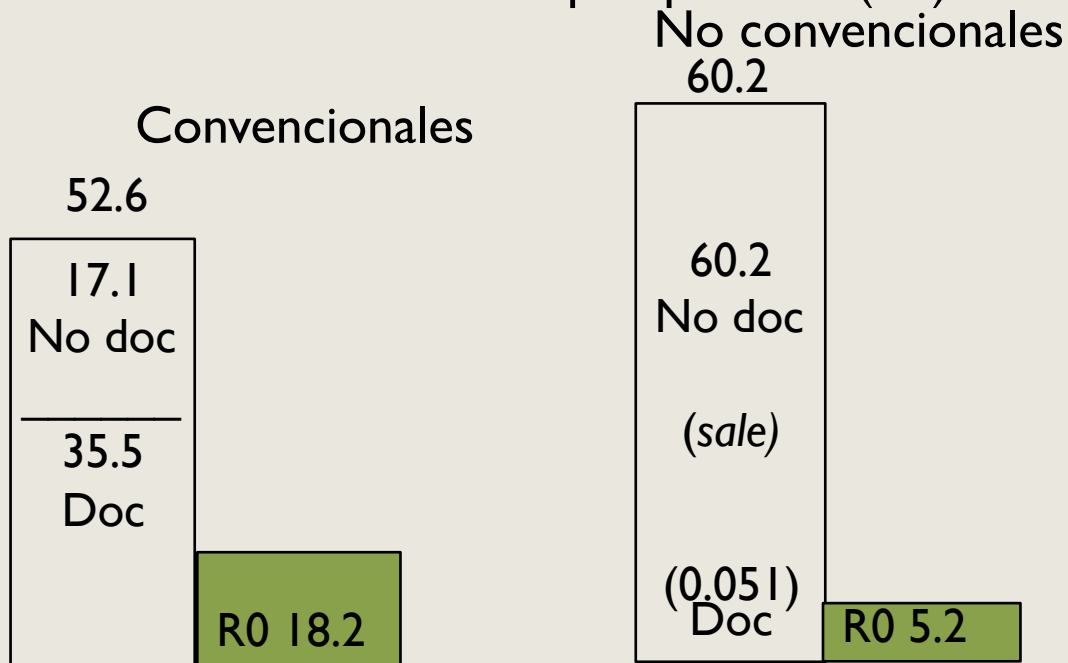 No convencionales
60.2
Convencionales
52.6
17.1
No doc
35.5
Doc
R0 18.2
60.2
No doc
(sale)
(0.051)
Doc
R0 5.2